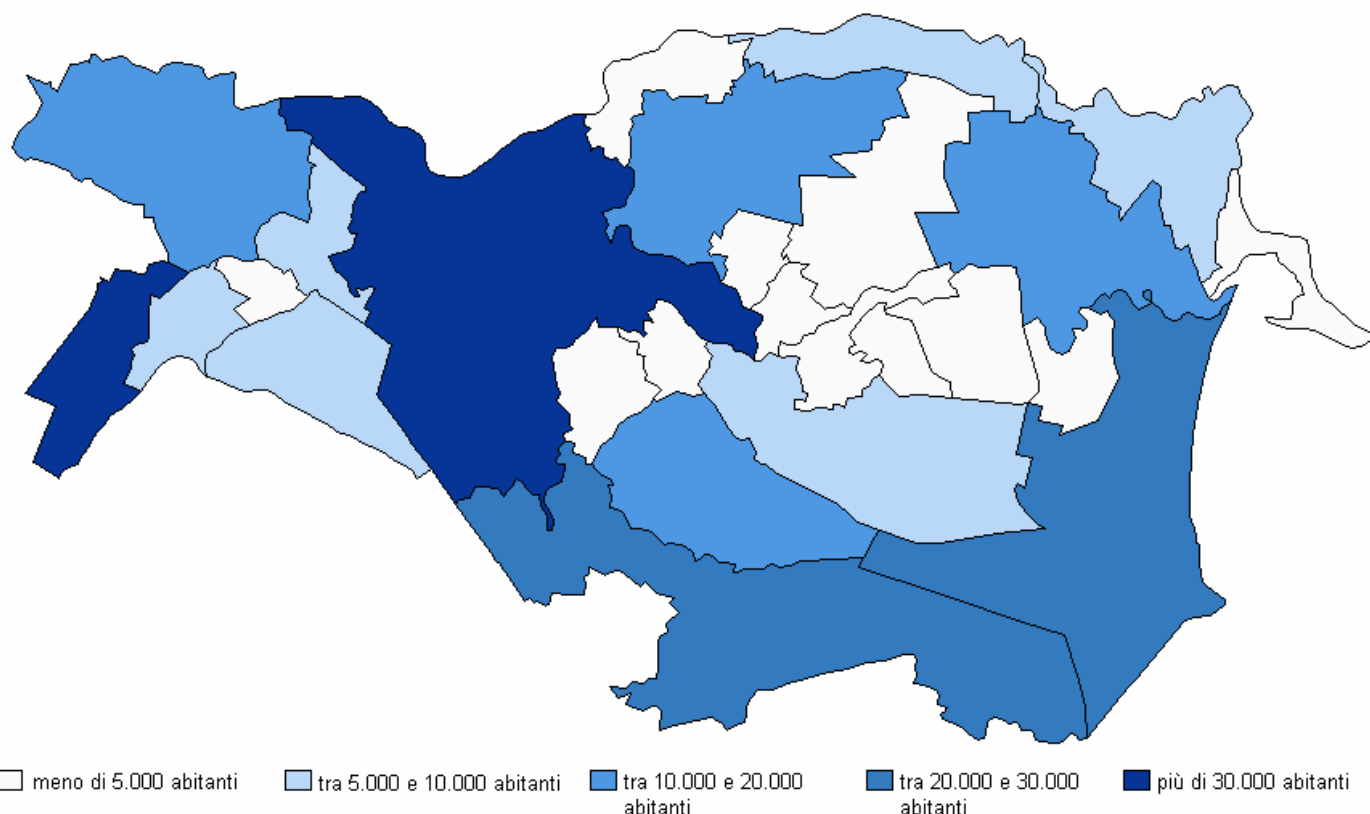 meno di 5.000 abitanti
tra 5.000 e 10.000 abitanti
tra 10.000 e 20.000
abitanti
tra 20.000 e 30.000
abitanti
più di 30.000 abitanti